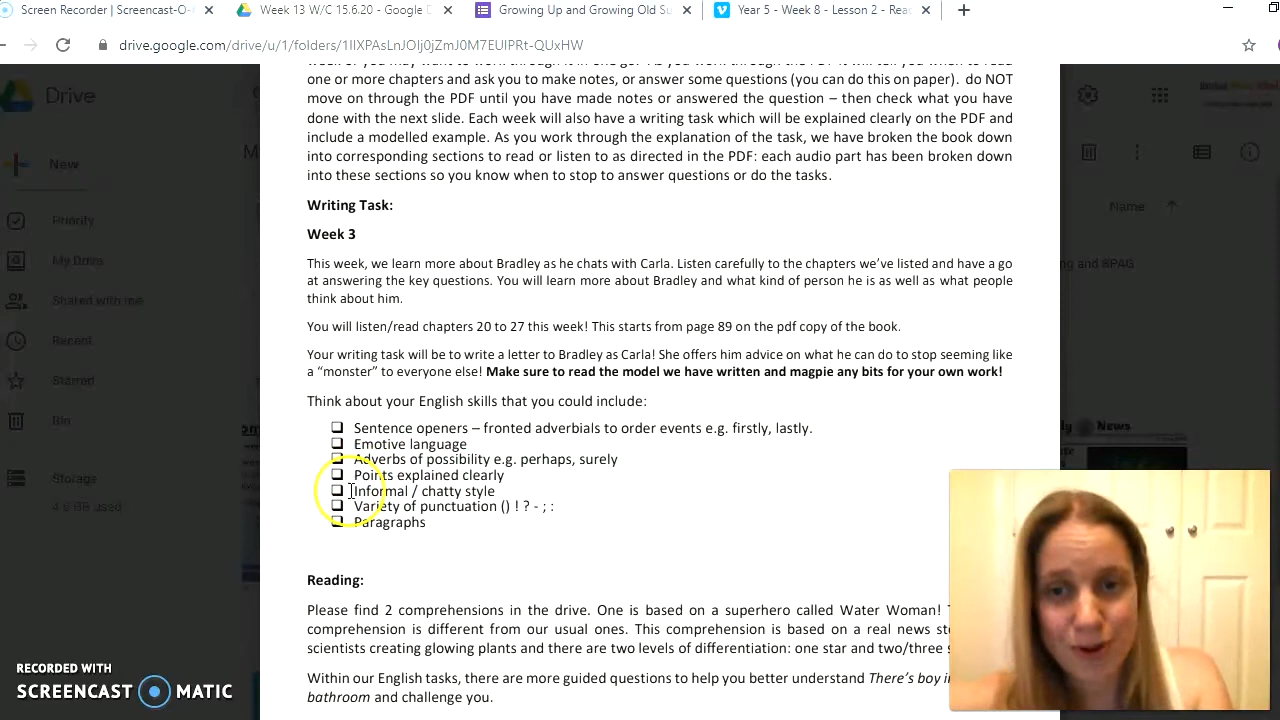 Screen Recorder | Screencast-O-
Week 13 W/C 15.6.20 - Google D
Growing Up and Growing Old Su
Year 5 - Week 8 - Lesson 2 - Rea
drive.google.com/drive/u/1/folders/1IIXPAsLnJOIj0jZmJ0M7EUIPRt-QUxHW
one or more chapters and ask you to make notes, or answer some questions (you can do this on paper). do NOT
move on through the PDF until you have made notes or answered the question – then check what you have
done with the next slide. Each week will also have a writing task which will be explained clearly on the PDF and
include a modelled example. As you work through the explanation of the task, we have broken the book down
into corresponding sections to read or listen to as directed in the PDF: each audio part has been broken down
into these sections so you know when to stop to answer questions or do the tasks.
Writing Task:
Week 3
This week, we learn more about Bradley as he chats with Carla. Listen carefully to the chapters we've listed and have a go
at answering the key questions. You will learn more about Bradley and what kind of person he is as well as what people
think about him.
You will listen/read chapters 20 to 27 this week! This starts from page 89 on the pdf copy of the book.
Your writing task will be to write a letter to Bradley as Carla! She offers him advice on what he can do to stop seeming like
a “monster” to everyone else! Make sure to read the model we have written and magpie any bits for your own work!
Think about your English skills that you could include:
Sentence openers – fronted adverbials to order events e.g. firstly, lastly.
Emotive language
Adverbs of possibility e.g. perhaps, surely
Points explained clearly
Informal / chatty style
Variety of punctuation () ! ? - ; :
Paragraphs
Reading:
Please find 2 comprehensions in the drive. One is based on a superhero called Water Woman!
comprehension is different from our usual ones. This comprehension is based on a real news
scientists creating glowing plants and there are two levels of differentiation: one star and two/three
Within our English tasks, there are more guided questions to help you better understand There's boy
bathroom and challenge you.
Drive
New
Priority
My Drive
Shared with me
Recent
Starred
Bin
Storage
Name
News
RECORDED WITH
SCREENCAST MATIC